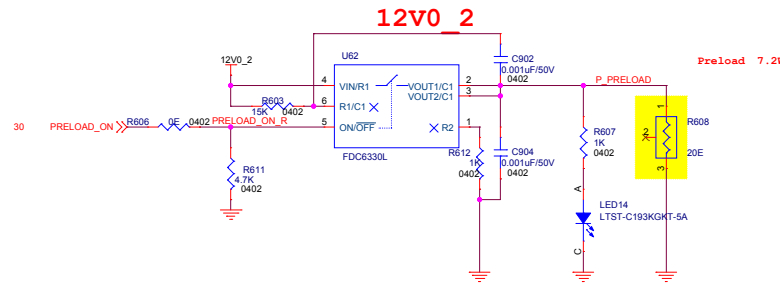 12V0_2
U62
12V0_2
C902
0.001uF/50V
0402
P_PRELOAD
Preload 7.2W
4 VIN/R1 VOUT1/C1 2
VOUT2/C1 3
R603
15K 0402
6 R1/C1
30 PRELOAD_ON R606 0E 0402 PRELOAD_ON_R 5 ON/OFF R2 1
FDC6330L
R611
4.7K
0402
R612
1K
0402
C904
0.001uF/50V
0402
R607
1K
0402
1
R608
2
20E
3
A
LED14
LTST-C193KGKT-5A
C